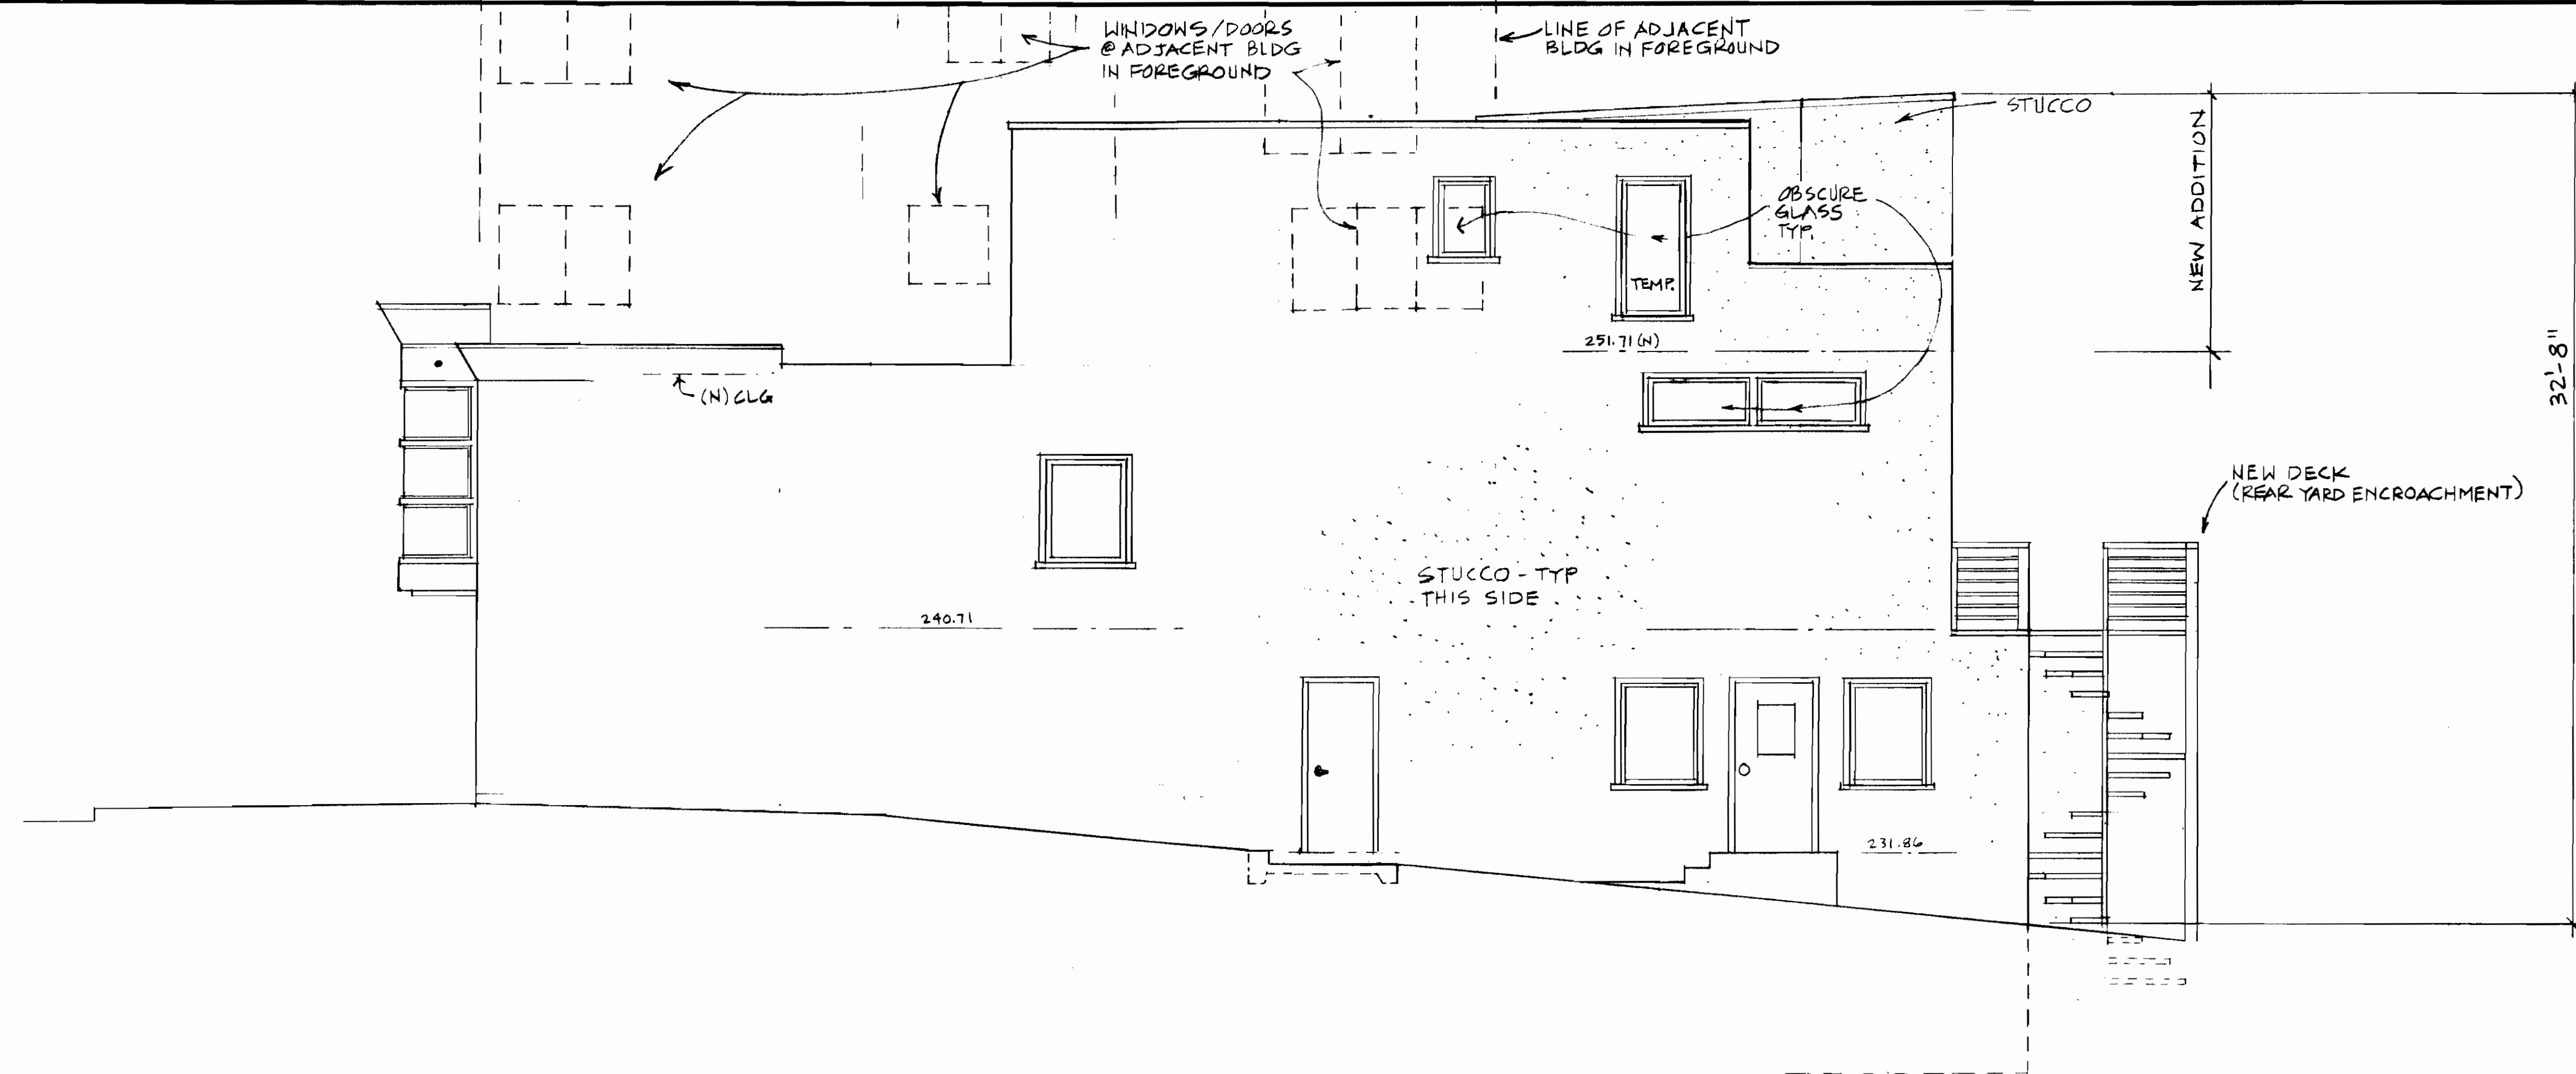 WINDOWS/DOORS
@ ADJACENT BLDG
IN FOREGROUND
LINE OF ADJACENT
BLDG IN FOREGROUND
STUCCO
NEW ADDITION
OBSCURE
GLASS
TYP.
TEMP.
251.71 (N)
32'-8"
(N) CLG
NEW DECK
(REAR YARD ENCROACHMENT)
STUCCO - TYP
THIS SIDE
240.71
231.86